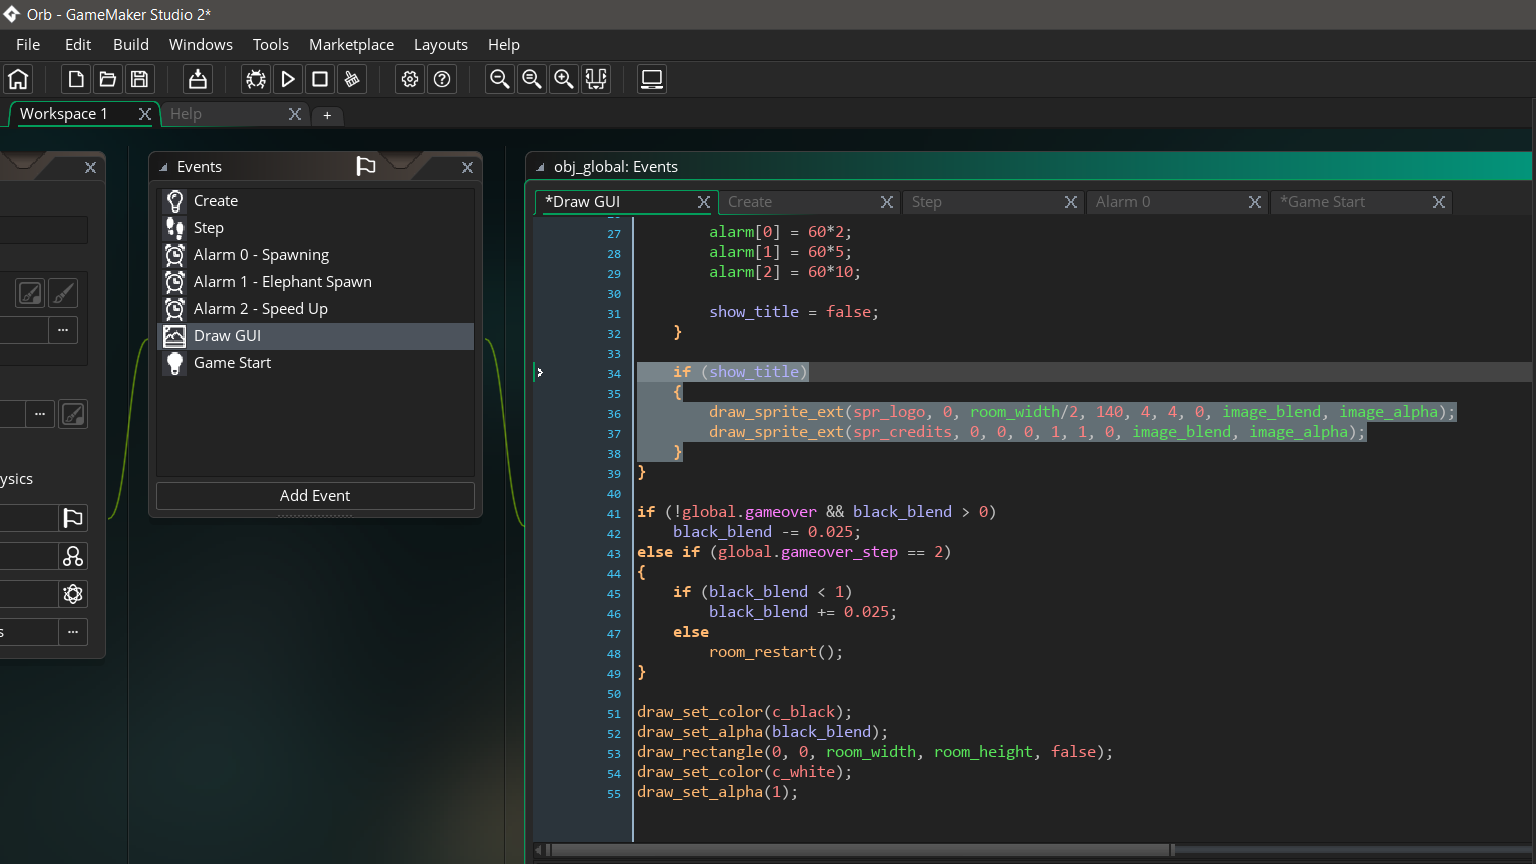 Orb - GameMaker Studio 2*
File Edit Build Windows Tools Marketplace Layouts Help
Workspace 1 Help +
Events
Create
Step
Alarm 0 - Spawning
Alarm 1 - Elephant Spawn
Alarm 2 - Speed Up
Draw GUI
Game Start
Add Event
ysics
s
obj_global: Events
*Draw GUI Create Step Alarm 0 *Game Start
27 alarm[0] = 60*2;
28 alarm[1] = 60*5;
29 alarm[2] = 60*10;
30
31 show_title = false;
32 }
33
34 if (show_title)
35 {
36 draw_sprite_ext(spr_logo, 0, room_width/2, 140, 4, 4, 0, image_blend, image_alpha);
37 draw_sprite_ext(spr_credits, 0, 0, 0, 1, 1, 0, image_blend, image_alpha);
38 }
39 }
40
41 if (!global.gameover && black_blend > 0)
42 black_blend -= 0.025;
43 else if (global.gameover_step == 2)
44 {
45 if (black_blend < 1)
46 black_blend += 0.025;
47 else
48 room_restart();
49 }
50
51 draw_set_color(c_black);
52 draw_set_alpha(black_blend);
53 draw_rectangle(0, 0, room_width, room_height, false);
54 draw_set_color(c_white);
55 draw_set_alpha(1);